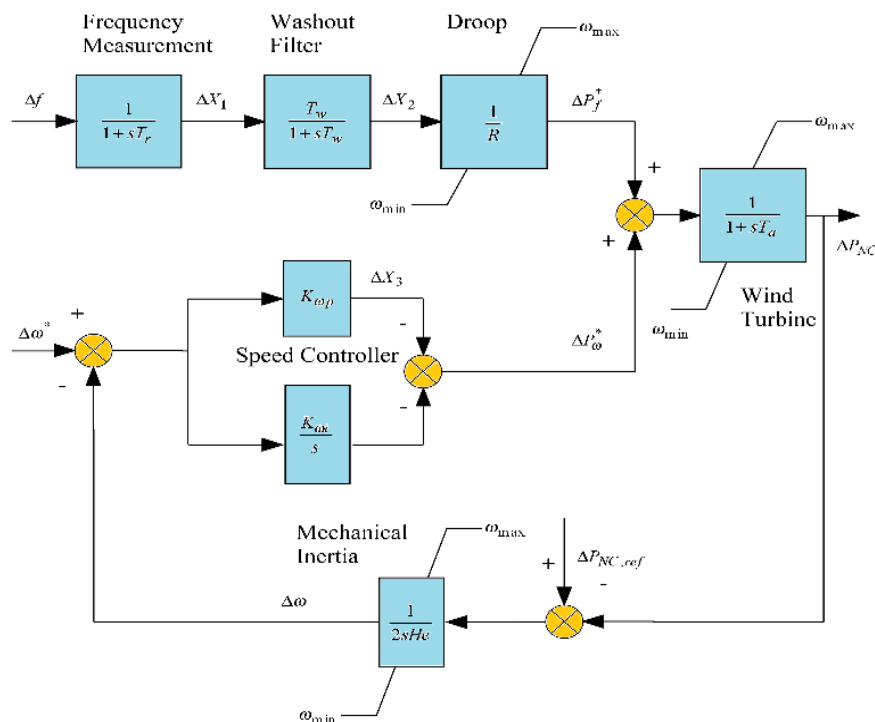 Frequency Measurement
Washout Filter
Droop
ω_max
Δf
1/(1+sT_r)
ΔX_1
T_w/(1+sT_w)
ΔX_2
1/R
ΔP_f^*
ω_min
+
+
ω_max
1/(1+sT_a)
ΔP_NC
ω_min
Wind Turbine
K_ωp
ΔX_3
-
+
Δω^*
-
Speed Controller
ΔP_ω^*
-
s
Mechanical Inertia
ω_max
+
ΔP_NC,ref
-
Δω
1/(2sHe)
ω_min